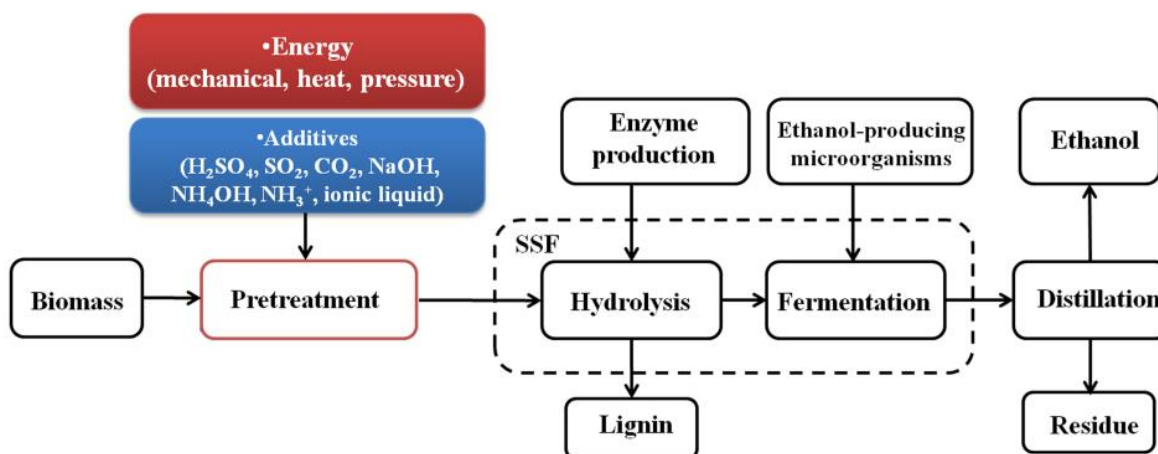 •Energy
(mechanical, heat, pressure)
•Additives
(H₂SO₄, SO₂, CO₂, NaOH,
NH₄OH, NH₃⁺, ionic liquid)
Enzyme
production
Ethanol-producing
microorganisms
Ethanol
SSF
Biomass
Pretreatment
Hydrolysis
Fermentation
Distillation
Lignin
Residue